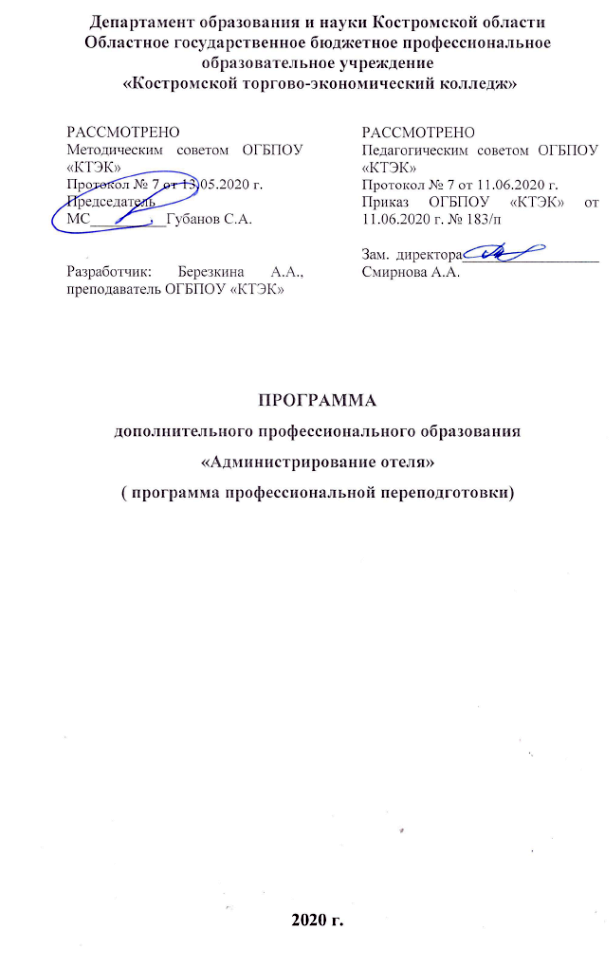 Департамент образования и науки Костромской области
Областное государственное бюджетное профессиональное
образовательное учреждение
«Костромской торгово-экономический колледж»
РАССМОТРЕНО
Методическим советом ОГБПОУ
«КТЭК»
Протокол № 7 от 13.05.2020 г.
Председатель
МС__________Губанов С.А.
Разработчик: Березкина А.А.,
преподаватель ОГБПОУ «КТЭК»
РАССМОТРЕНО
Педагогическим советом ОГБПОУ
«КТЭК»
Протокол № 7 от 11.06.2020 г.
Приказ ОГБПОУ «КТЭК» от
11.06.2020 г. № 183/п
Зам. директора__________________
Смирнова А.А.
ПРОГРАММА
дополнительного профессионального образования
«Администрирование отеля»
( программа профессиональной переподготовки)
2020 г.